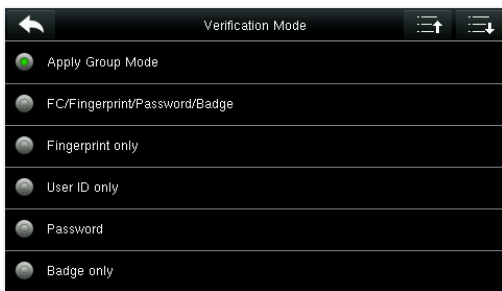 Verification Mode
Apply Group Mode
FC/Fingerprint/Password/Badge
Fingerprint only
User ID only
Password
Badge only